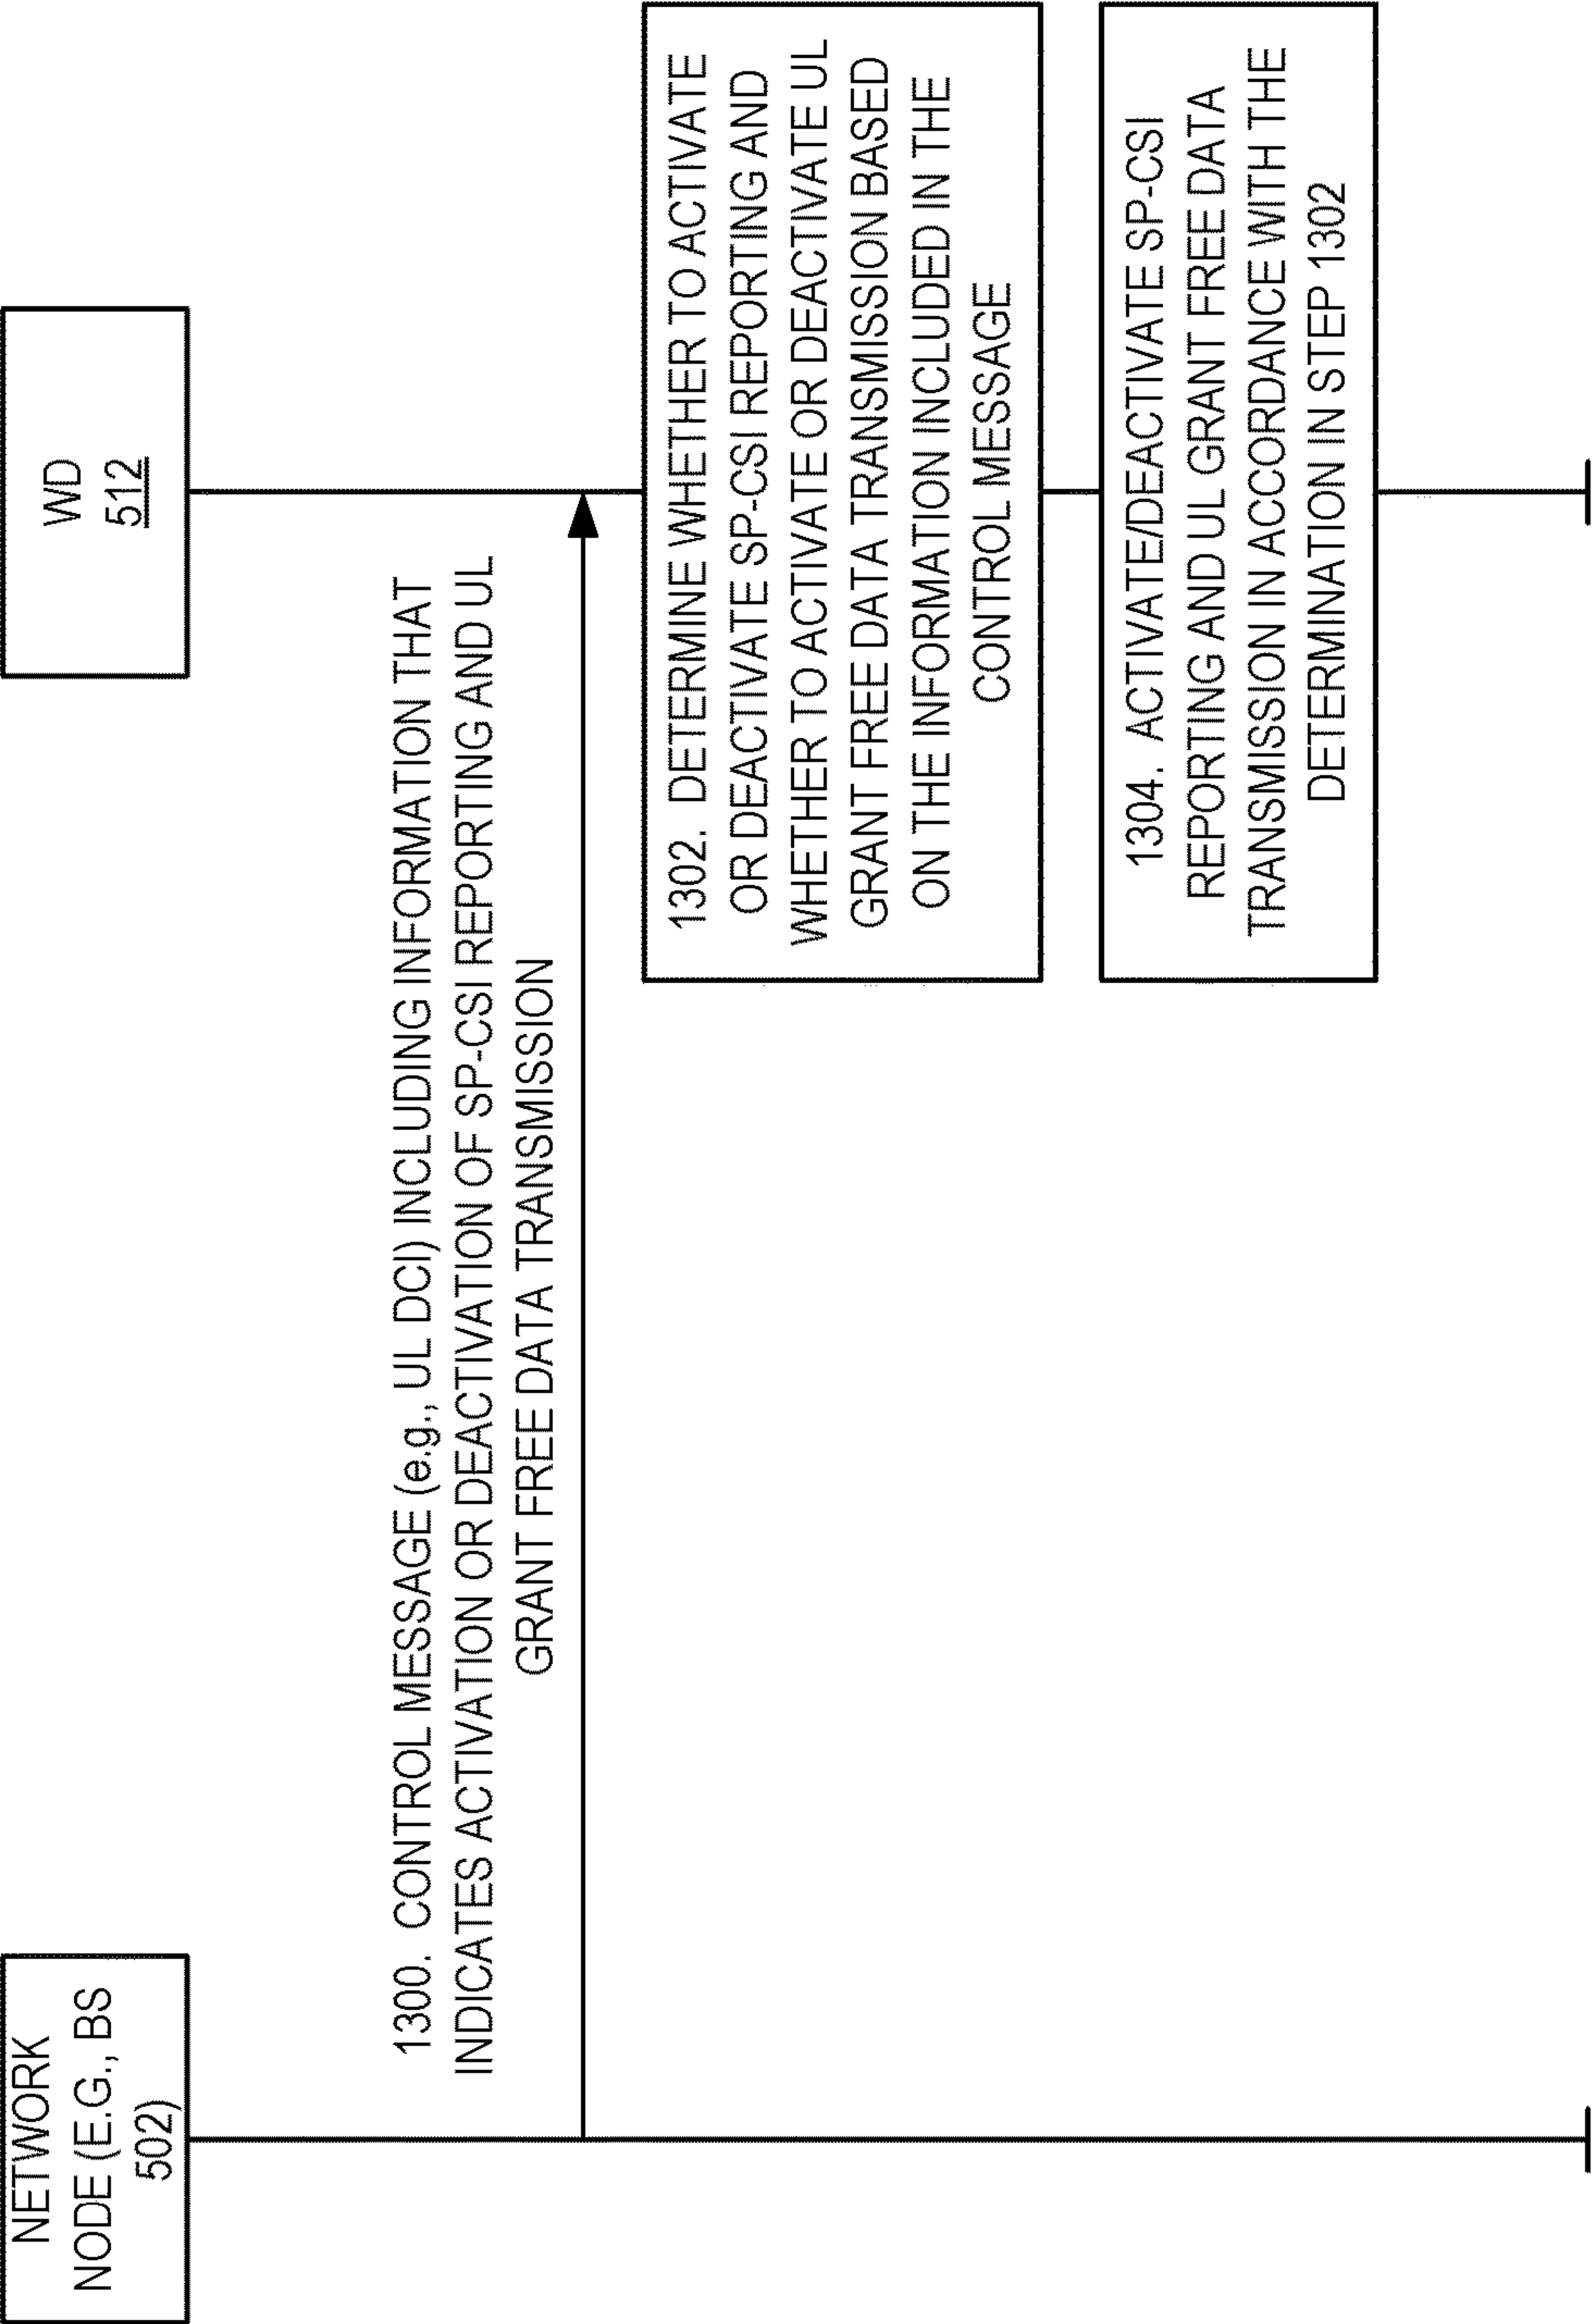 NETWORK
NODE (E.G., BS
502)
WD
512
1300. CONTROL MESSAGE (e.g., UL DCI) INCLUDING INFORMATION THAT
INDICATES ACTIVATION OR DEACTIVATION OF SP-CSI REPORTING AND UL
GRANT FREE DATA TRANSMISSION
1302. DETERMINE WHETHER TO ACTIVATE
OR DEACTIVATE SP-CSI REPORTING AND
WHETHER TO ACTIVATE OR DEACTIVATE UL
GRANT FREE DATA TRANSMISSION BASED
ON THE INFORMATION INCLUDED IN THE
CONTROL MESSAGE
1304. ACTIVATE/DEACTIVATE SP-CSI
REPORTING AND UL GRANT FREE DATA
TRANSMISSION IN ACCORDANCE WITH THE
DETERMINATION IN STEP 1302